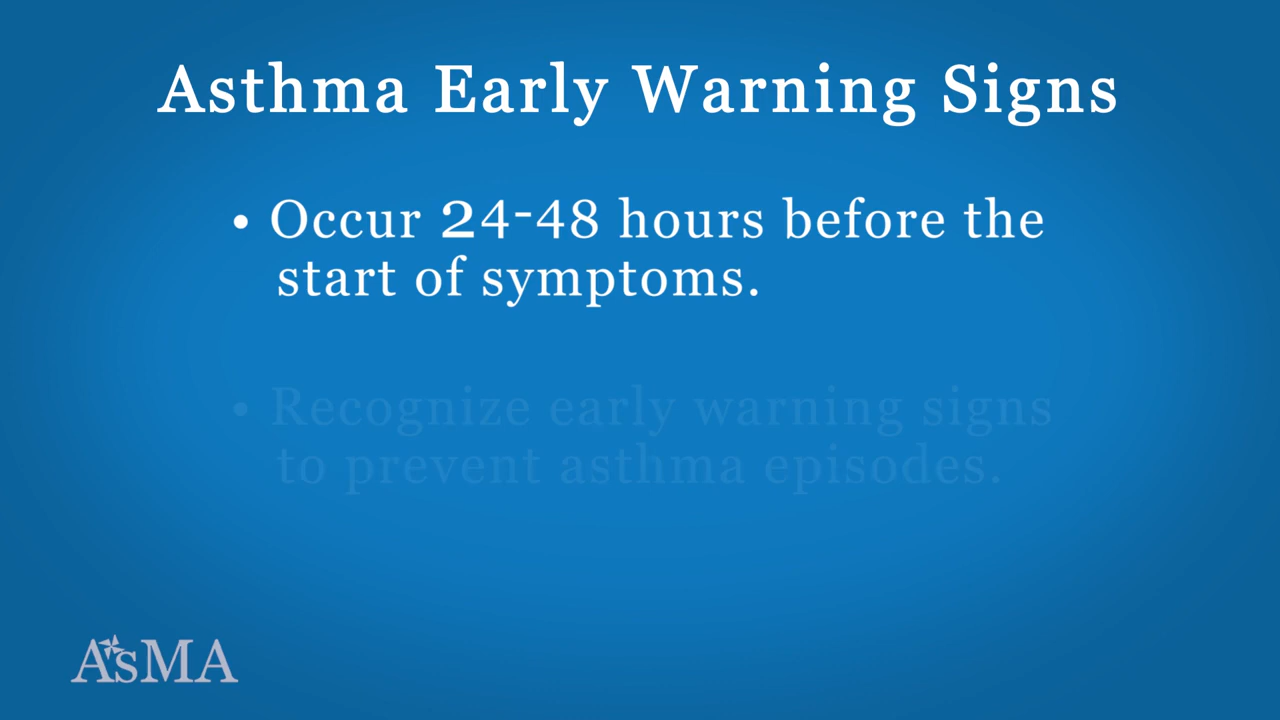 Asthma Early Warning Signs
• Occur 24-48 hours before the
start of symptoms.
• Recognize early warning signs
to prevent asthma episodes.
AsMA